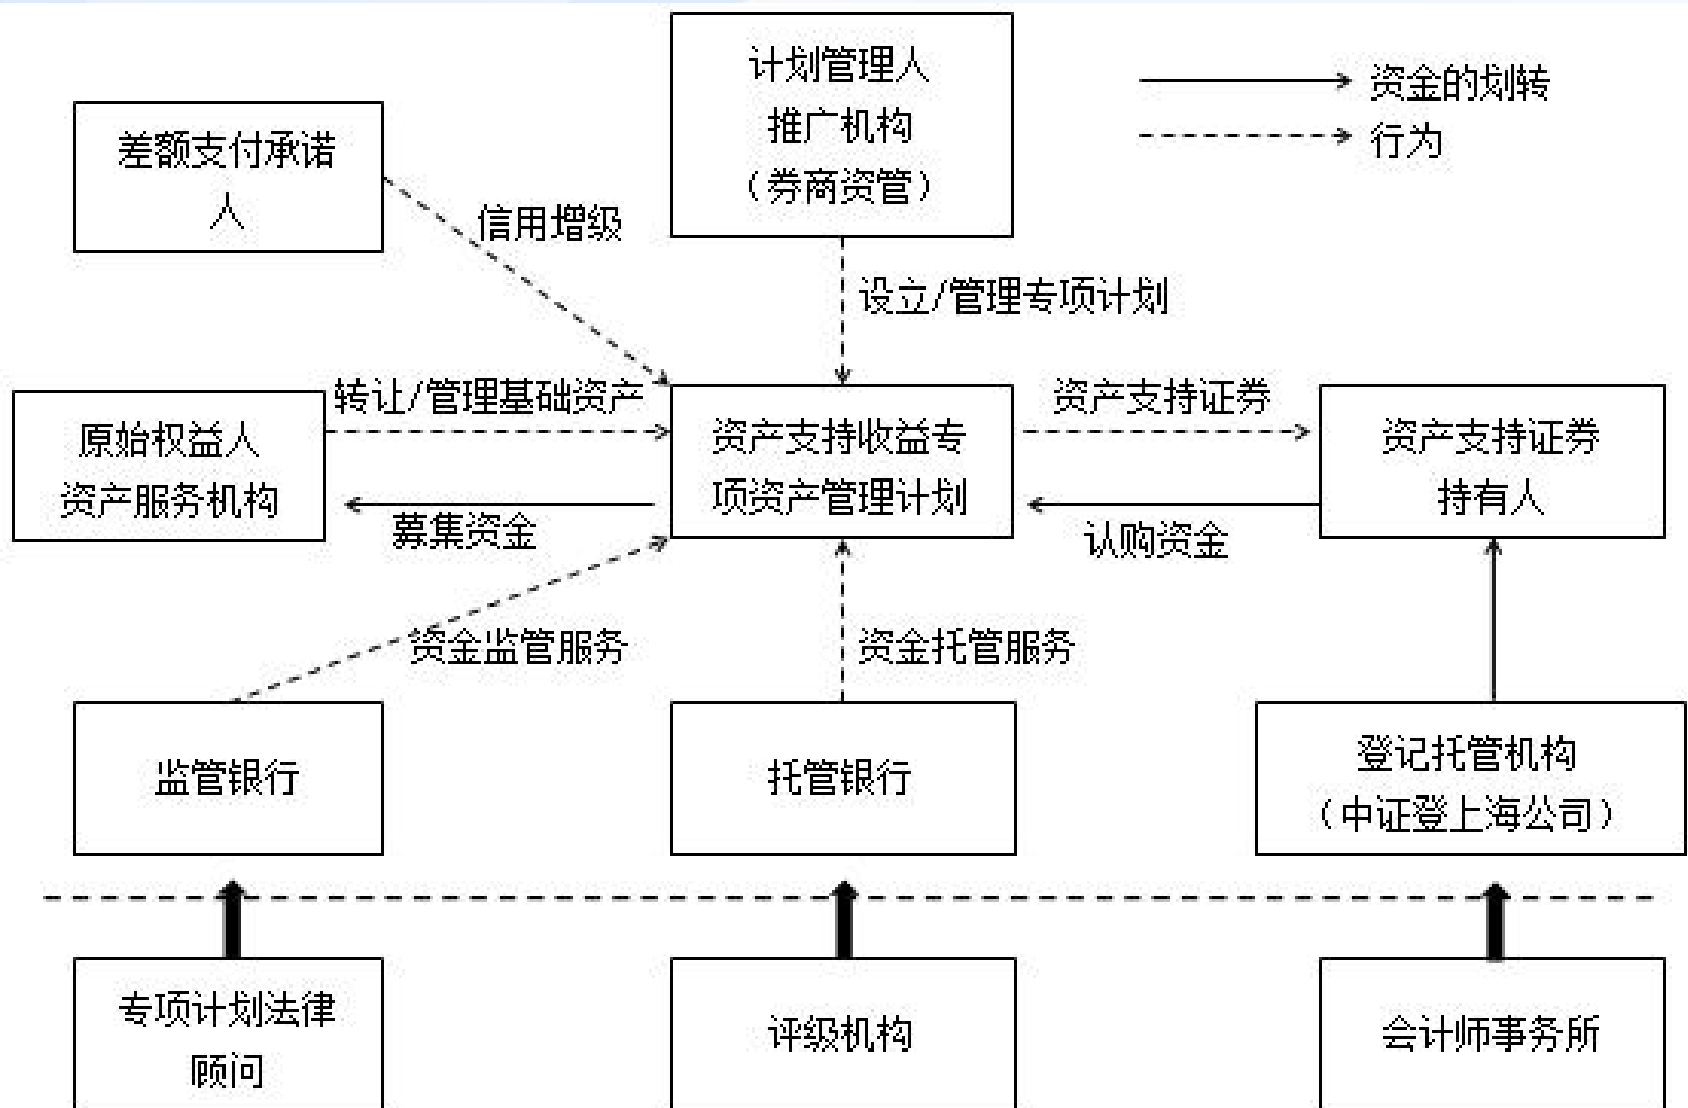 计划管理人
推广机构
（券商资管）
资金的划转
行为
差额支付承诺
人
信用增级
设立/管理专项计划
转让/管理基础资产
资产支持证券
原始权益人
资产服务机构
资产支持收益专
项资产管理计划
资产支持证券
持有人
募集资金
认购资金
资金监管服务
资金托管服务
监管银行
托管银行
登记托管机构
（中证登上海公司）
专项计划法律
顾问
评级机构
会计师事务所